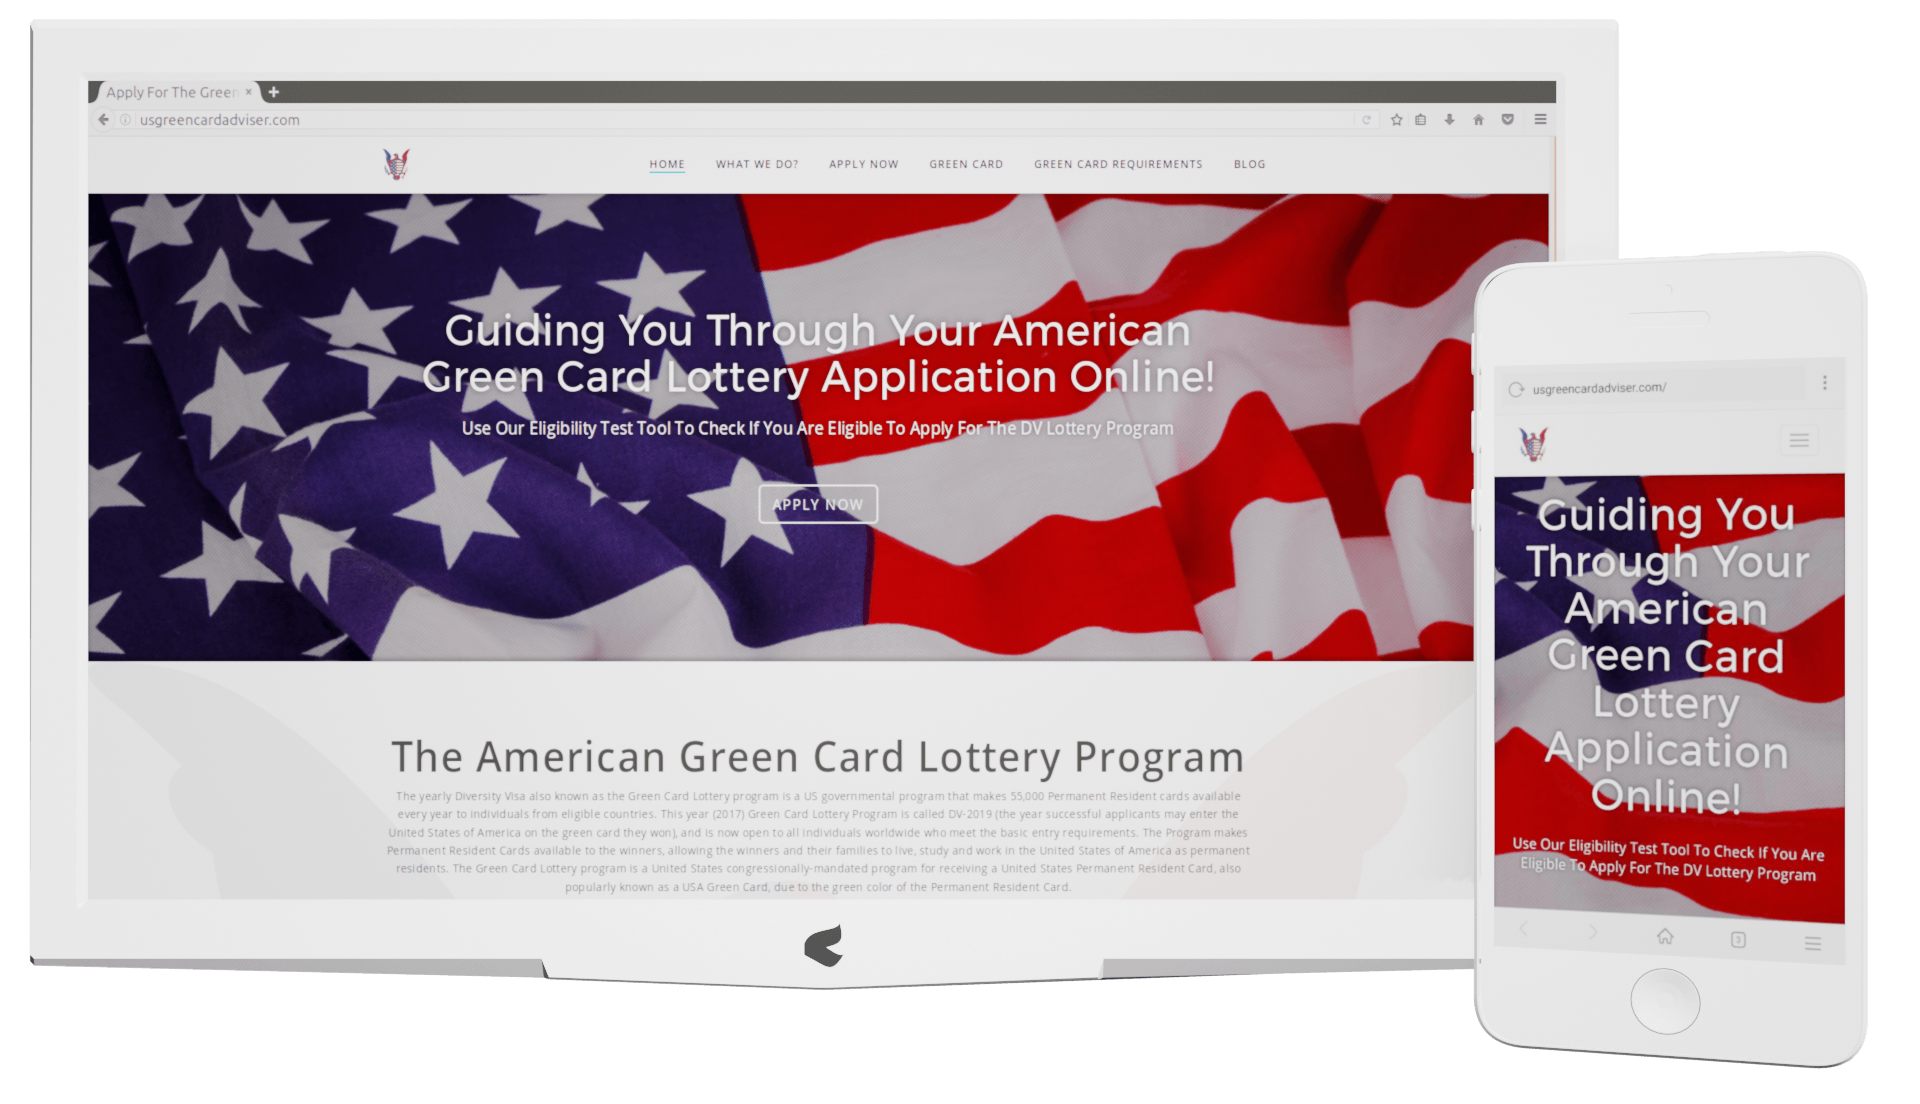 Apply For The Green
usgreencardadviser.com
HOME WHAT WE DO? APPLY NOW GREEN CARD GREEN CARD REQUIREMENTS BLOG
Guiding You Through Your American
Green Card Lottery Application Online!
Use Our Eligibility Test Tool To Check If You Are Eligible To Apply For The DV Lottery Program
APPLY NOW
The American Green Card Lottery Program
The yearly Diversity Visa also known as the Green Card Lottery program is a US governmental program that makes 55,000 Permanent Resident cards available
every year to individuals from eligible countries. This year (2017) Green Card Lottery Program is called DV-2019 (the year successful applicants may enter the
United States of America on the green card they won), and is now open to all individuals worldwide who meet the basic entry requirements. The Program makes
Permanent Resident Cards available to the winners, allowing the winners and their families to live, study and work in the United States of America as permanent
residents. The Green Card Lottery program is a United States congressionally-mandated program for receiving a United States Permanent Resident Card, also
popularly known as a USA Green Card, due to the green color of the Permanent Resident Card.
usgreencardadviser.com/
Guiding You
Through Your
American
Green Card
Lottery
Application
Online!
Use Our Eligibility Test Tool To Check If You Are
Eligible To Apply For The DV Lottery Program
3